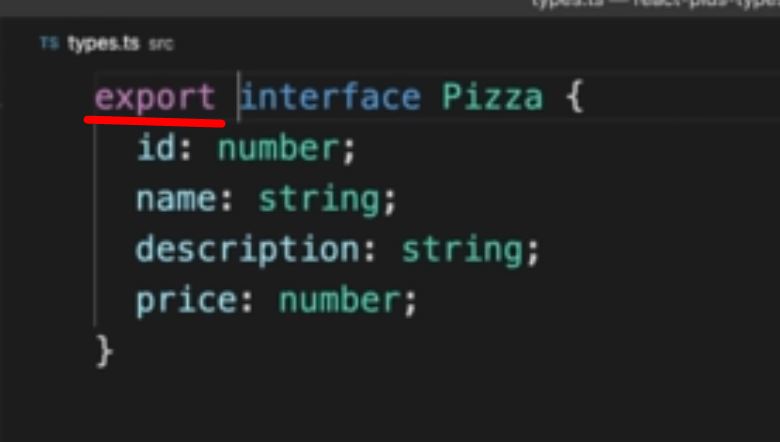 types.ts — react-plus-type
TS types.ts src
export interface Pizza {
id: number;
name: string;
description: string;
price: number;
}